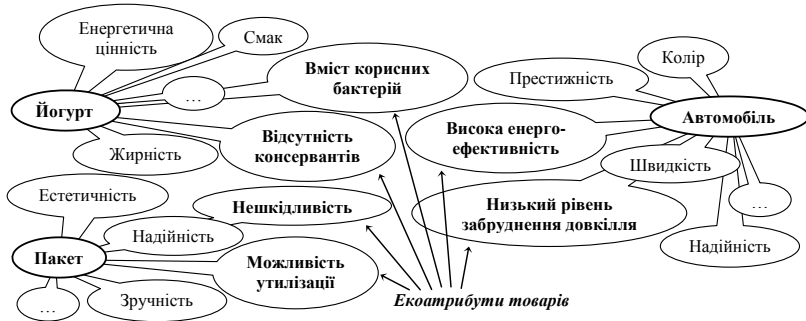 Енергетична
цінність
Смак
Вміст корисних
бактерій
…
Йогурт
Відсутність
консервантів
Жирність
Колір
Престижність
Автомобіль
Висока енерго-
ефективність
Швидкість
Низький рівень
забруднення довкілля
…
Надійність
Естетичність
Нешкідливість
Надійність
Пакет
Можливість
утилізації
…
Зручність
Екоатрибути товарів